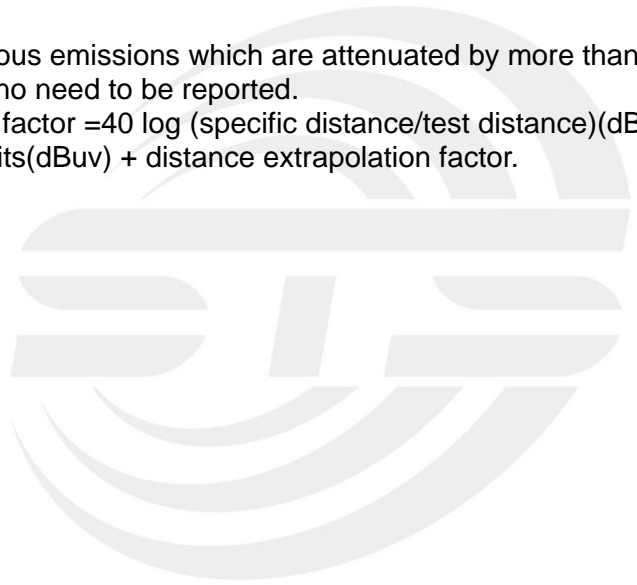 ous emissions which are attenuated by more than
no need to be reported.
factor =40 log (specific distance/test distance)(dB
its(dBuv) + distance extrapolation factor.
STS